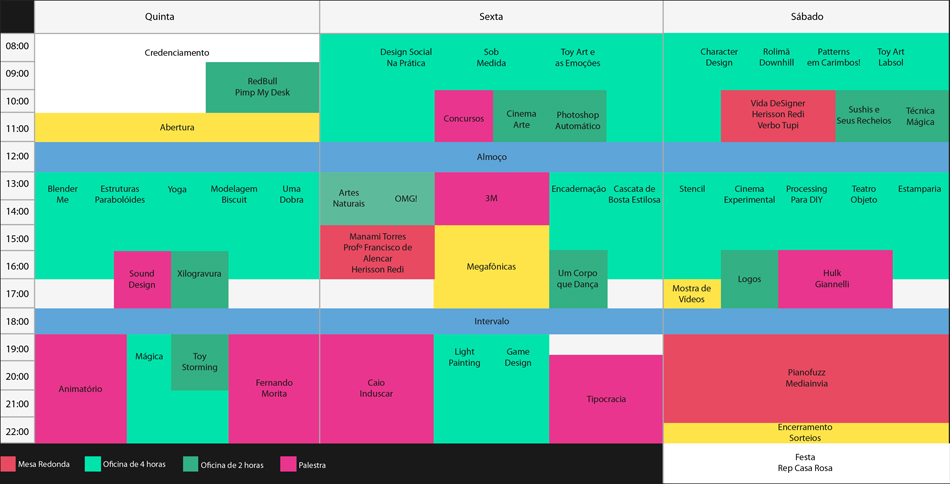 Quinta
Sexta
Sábado
08:00
Credenciamento
Design Social
Na Prática
Sob
Medida
Toy Art e
as Emoções
Character
Design
Rolimã
Downhill
Patterns
em Carimbos!
Toy Art
Labsol
09:00
RedBull
Pimp My Desk
10:00
Concursos
Cinema
Arte
Photoshop
Automático
Vida DeSigner
Herisson Redi
Verbo Tupi
Sushis e
Seus Recheios
Técnica
Mágica
11:00
Abertura
12:00
Almoço
13:00
Blender
Me
Estruturas
Parabolóides
Yoga
Modelagem
Biscuit
Uma
Dobra
Artes
Naturais
OMG!
3M
Encadernação
Cascata de
Bosta Estilosa
Stencil
Cinema
Experimental
Processing
Para DIY
Teatro
Objeto
Estamparia
14:00
15:00
Manami Torres
Profº Francisco de
Alencar
Herisson Redi
Megafônicas
16:00
Sound
Design
Xilogravura
Um Corpo
que Dança
Logos
Hulk
Giannelli
17:00
Mostra de
Vídeos
18:00
Intervalo
19:00
Animatório
Mágica
Toy
Storming
Fernando
Morita
Caio
Induscar
Light
Painting
Game
Design
Tipocracia
Pianofuzz
Mediainvia
20:00
21:00
22:00
Encerramento
Sorteios
Festa
Rep Casa Rosa
Mesa Redonda
Oficina de 4 horas
Oficina de 2 horas
Palestra